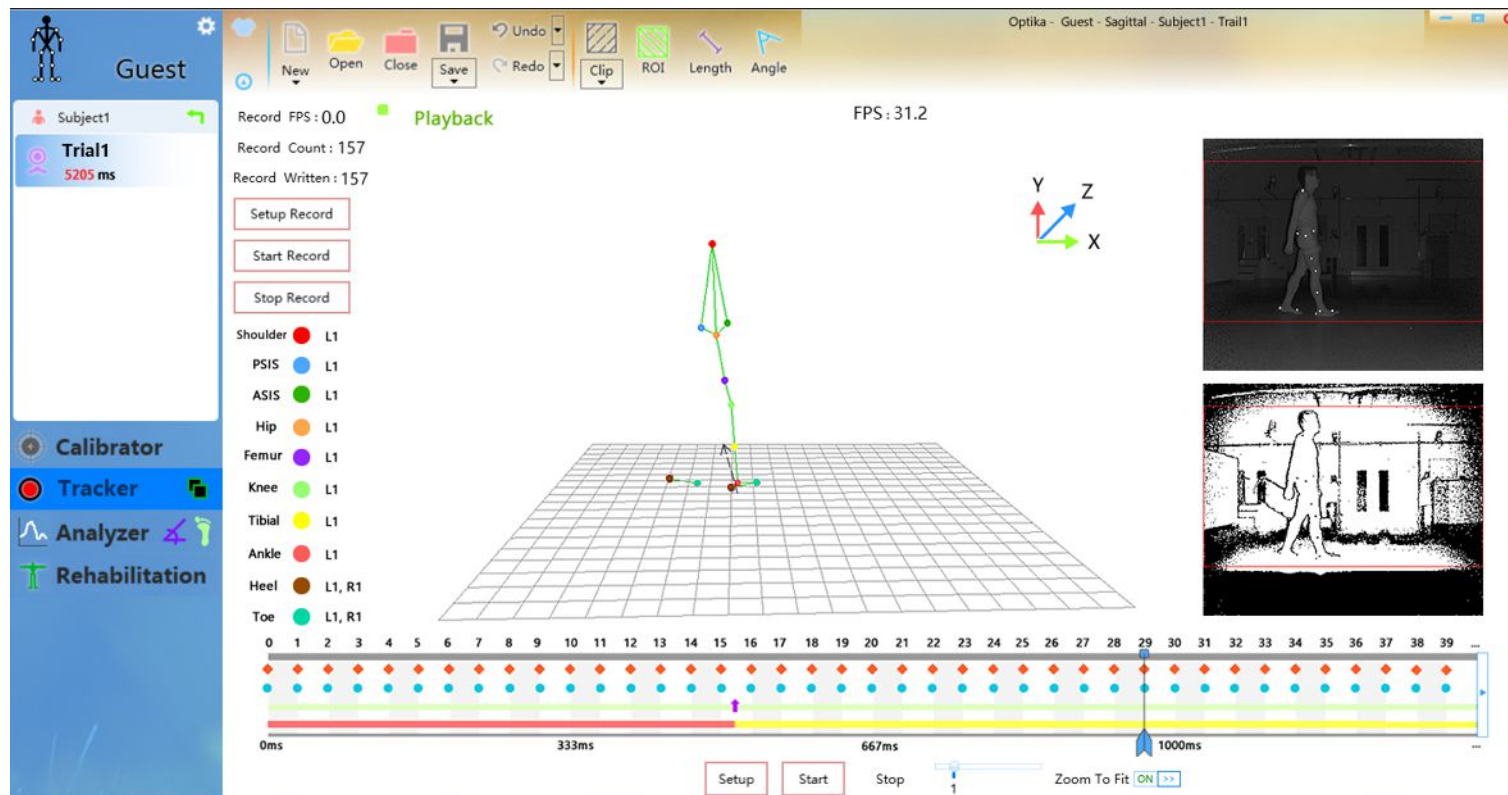 Optika - Guest - Sagittal - Subject1 - Trail1
Guest
New
Open
Close
Save
Undo
Redo
Clip
ROI
Length
Angle
Subject1
Trial1
5205 ms
Calibrator
Tracker
Analyzer
Rehabilitation
Record FPS : 0.0
Playback
FPS : 31.2
Record Count : 157
Record Written : 157
Setup Record
Start Record
Stop Record
Y
Z
X
Shoulder L1
PSIS L1
ASIS L1
Hip L1
Femur L1
Knee L1
Tibial L1
Ankle L1
Heel L1, R1
Toe L1, R1
0 1 2 3 4 5 6 7 8 9 10 11 12 13 14 15 16 17 18 19 20 21 22 23 24 25 26 27 28 29 30 31 32 33 34 35 36 37 38 39 ...
0ms 333ms 667ms 1000ms ...
Setup Start Stop 1 Zoom To Fit ON >>